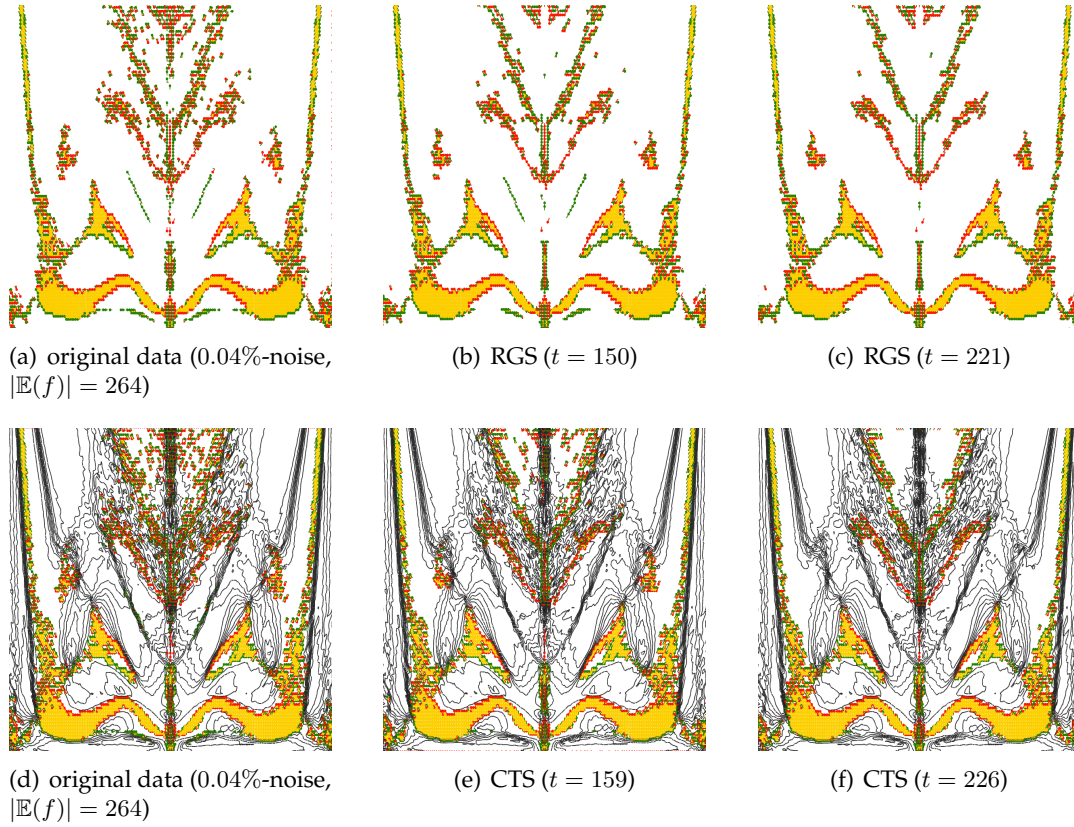 (a) original data (0.04%-noise,
|𝔼(f)| = 264)
(b) RGS (t = 150)
(c) RGS (t = 221)
(d) original data (0.04%-noise,
|𝔼(f)| = 264)
(e) CTS (t = 159)
(f) CTS (t = 226)